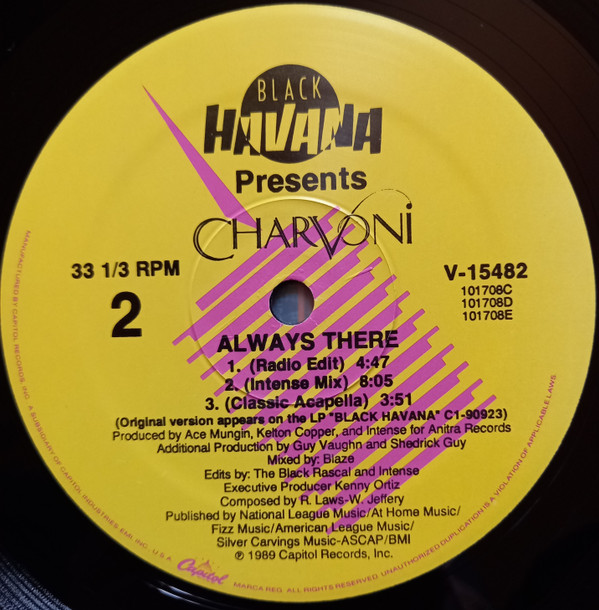 BLACK
HAVANA
Presents
CHARVONI
33 1/3 RPM
V-15482
2
101708C
101708D
101708E
ALWAYS THERE
1. (Radio Edit) 4:47
2. (Intense Mix) 8:05
3. (Classic Acapella) 3:51
(Original version appears on the LP "BLACK HAVANA" C1-90923)
Produced by Ace Mungin, Kelton Copper, and Intense for Anitra Records
Additional Production by Guy Vaughn and Shedrick Guy
Mixed by: Blaze
Edits by: The Black Rascal and Intense
Executive Producer Kenny Ortiz
Composed by R. Laws-W. Jeffery
Published by National League Music/At Home Music/
Fizz Music/American League Music/
Silver Carvings Music-ASCAP/BMI
℗ 1989 Capitol Records, Inc.
MANUFACTURED BY CAPITOL RECORDS, INC. A SUBSIDIARY OF CAPITOL INDUSTRIES-EMI, INC. U.S.A. Capitol MARCA REG. ALL RIGHTS RESERVED. UNAUTHORIZED DUPLICATION IS A VIOLATION OF APPLICABLE LAWS.